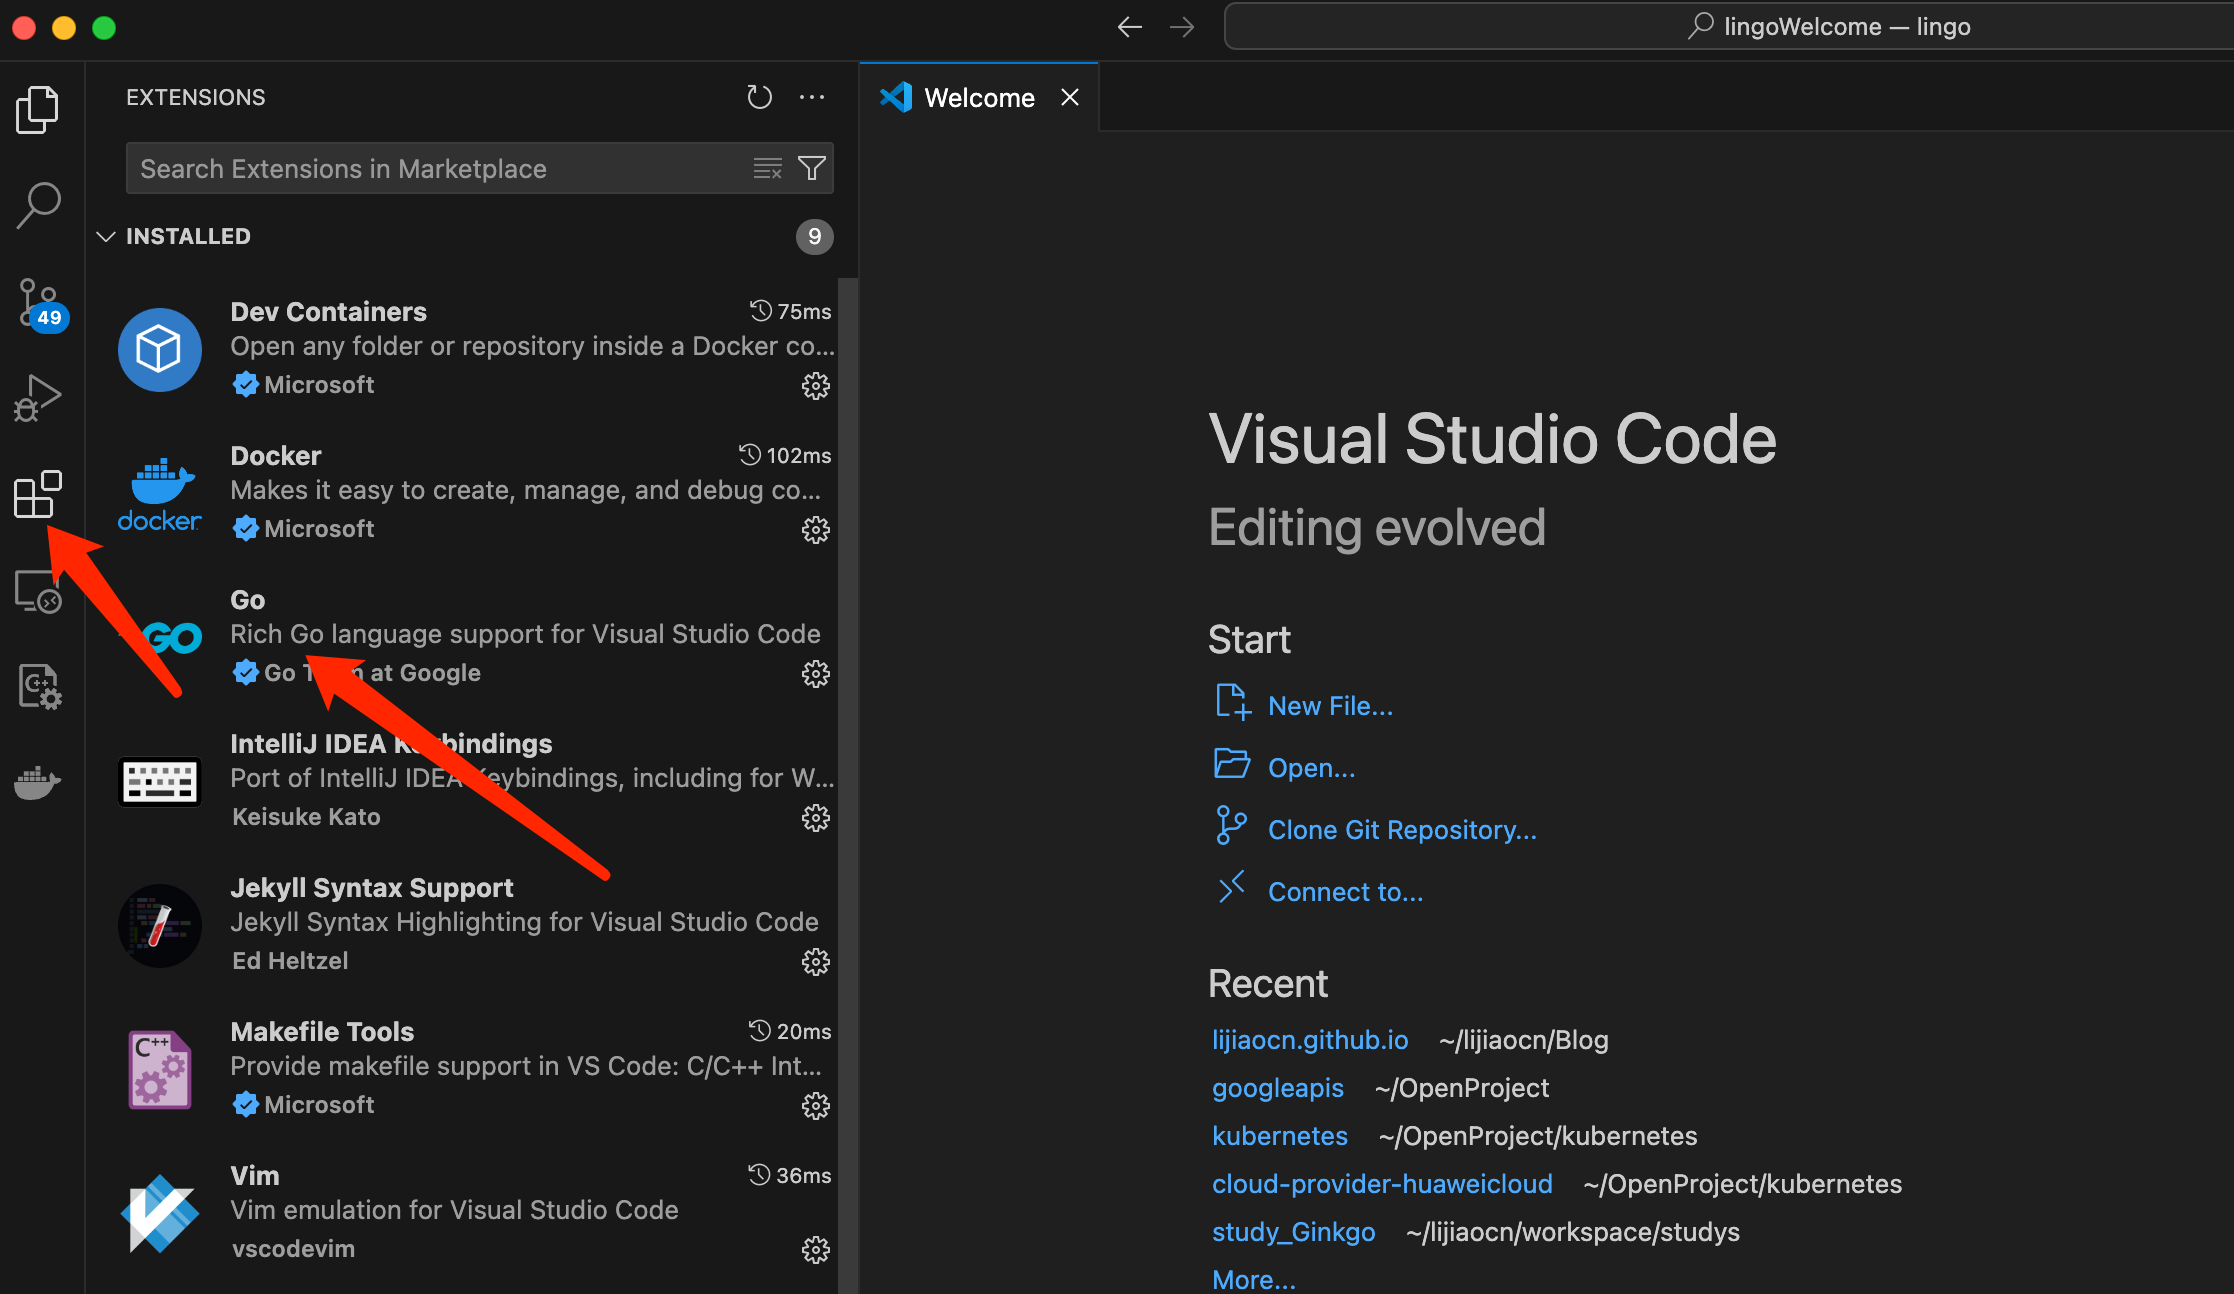 lingoWelcome — lingo
EXTENSIONS
Welcome
Search Extensions in Marketplace
INSTALLED
9
49
Dev Containers
75ms
Open any folder or repository inside a Docker co...
Microsoft
docker
Docker
102ms
Makes it easy to create, manage, and debug co...
Microsoft
GO
Go
Rich Go language support for Visual Studio Code
Go at Google
C++
IntelliJ IDEA Keybindings
Port of IntelliJ IDEA Keybindings, including for W...
Keisuke Kato
Jekyll Syntax Support
Jekyll Syntax Highlighting for Visual Studio Code
Ed Heltzel
C++
Makefile Tools
20ms
Provide makefile support in VS Code: C/C++ Int...
Microsoft
Vim
36ms
Vim emulation for Visual Studio Code
vscodevim
Visual Studio Code
Editing evolved
Start
New File...
Open...
Clone Git Repository...
Connect to...
Recent
lijiaocn.github.io ~/lijiaocn/Blog
googleapis ~/OpenProject
kubernetes ~/OpenProject/kubernetes
cloud-provider-huaweicloud ~/OpenProject/kubernetes
study_Ginkgo ~/lijiaocn/workspace/studys
More...